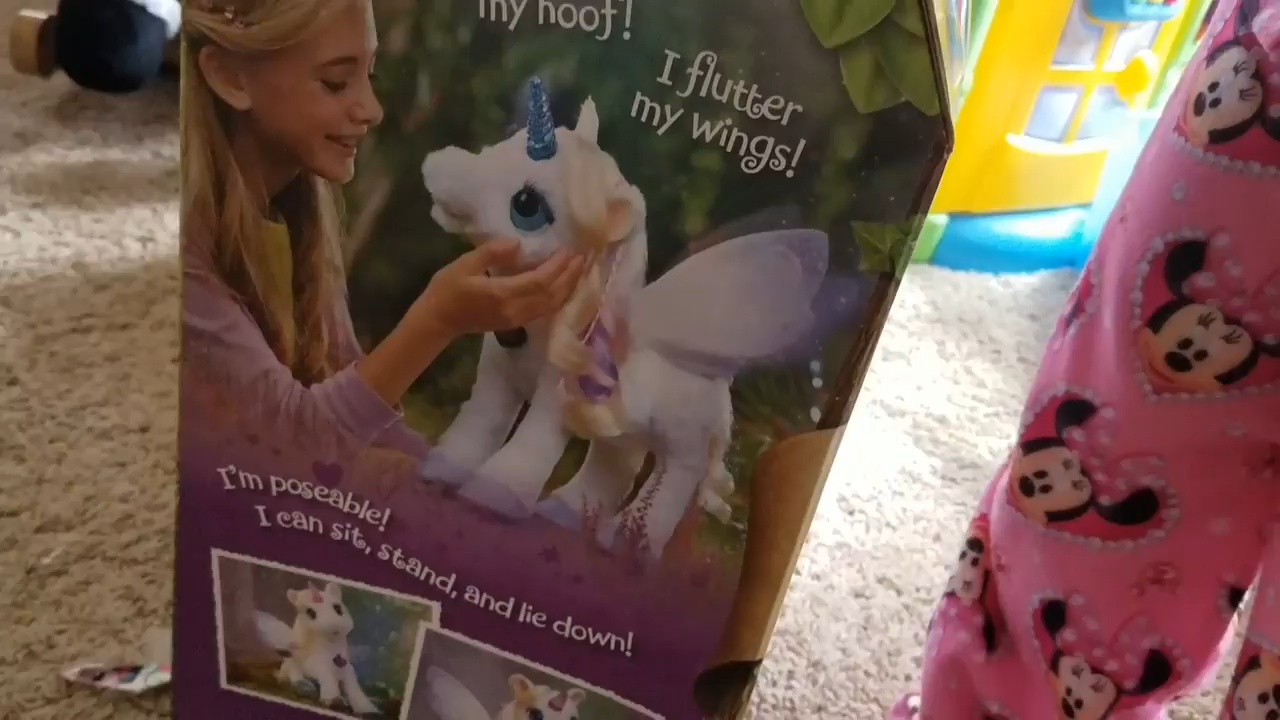 my hoof!
I flutter
my wings!
I'm poseable!
I can sit, stand, and lie down!